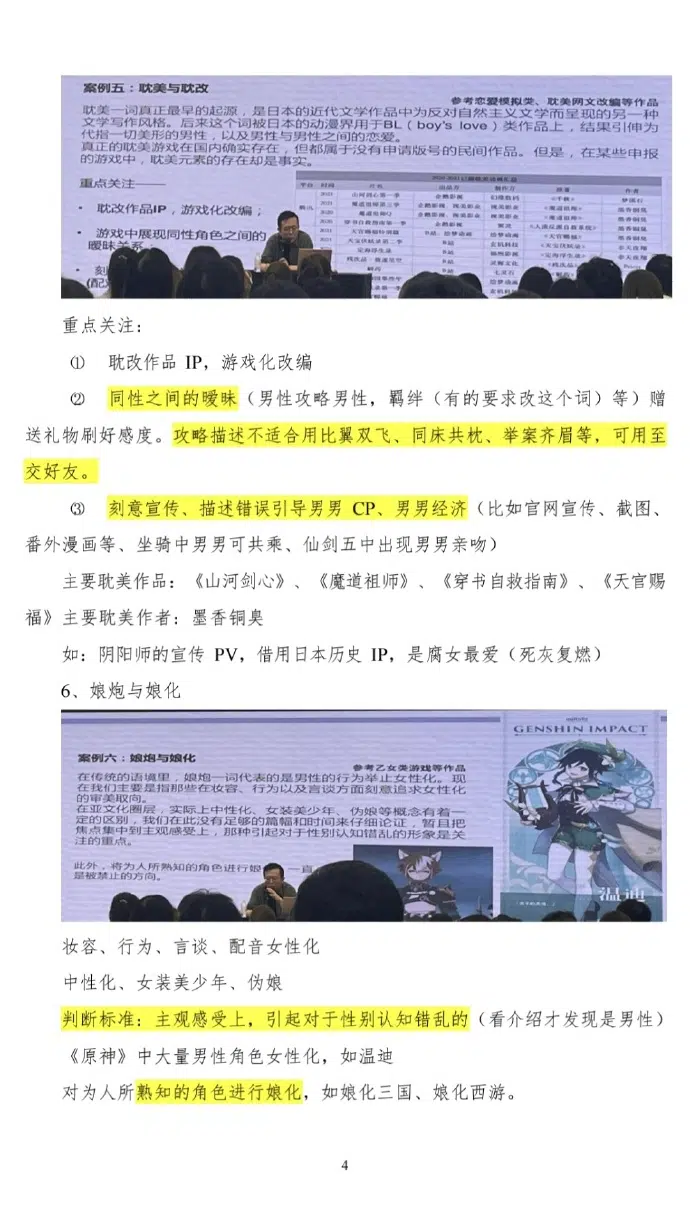 案例五：耽美与耽改
参考恋爱模拟类、耽美网文改编等作品
耽美一词真正最早的起源，是日本的近代文学作品中为反对自然主义文学而呈现的另一种
文学写作风格。后来这个词被日本的动漫界用于BL（boy's love）类作品上，结果引伸为
代指一切美形的男性，以及男性与男性之间的恋爱。
真正的耽美游戏在国内确实存在，但都属于没有申请版号的民间作品。但是，在某些申报
的游戏中，耽美元素的存在却是事实。
重点关注——
• 耽改作品IP，游戏化改编；
• 游戏中展现同性角色之间的
暧昧关系；
• 刻
重点关注：
① 耽改作品 IP，游戏化改编
② 同性之间的暧昧（男性攻略男性，羁绊（有的要求改这个词）等）赠
送礼物刷好感度。攻略描述不适合用比翼双飞、同床共枕、举案齐眉等，可用至
交好友。
③ 刻意宣传、描述错误引导男男 CP、男男经济（比如官网宣传、截图、
番外漫画等、坐骑中男男可共乘、仙剑五中出现男男亲吻）
主要耽美作品：《山河剑心》、《魔道祖师》、《穿书自救指南》、《天官赐
福》主要耽美作者：墨香铜臭
如：阴阳师的宣传 PV，借用日本历史 IP，是腐女最爱（死灰复燃）
6、娘炮与娘化
案例六：娘炮与娘化
参考乙女类游戏等作品
在传统的语境里，娘炮一词代表的是男性的行为举止女性化。现
在我们主要是指那些在妆容、行为以及言谈方面刻意追求女性化
的审美取向。
在亚文化圈层，实际上中性化、女装美少年、伪娘等概念有着一
定的区别，我们在此没有足够的篇幅和时间来仔细论证，暂且把
焦点集中到主观感受上，那种引起对于性别认知错乱的形象是关
注的重点。
此外，将为人所熟知的角色进行娘
一直
是被禁止的方向。
GENSHIN IMPACT
温迪
妆容、行为、言谈、配音女性化
中性化、女装美少年、伪娘
判断标准：主观感受上，引起对于性别认知错乱的（看介绍才发现是男性）
《原神》中大量男性角色女性化，如温迪
对为人所熟知的角色进行娘化，如娘化三国、娘化西游。
4